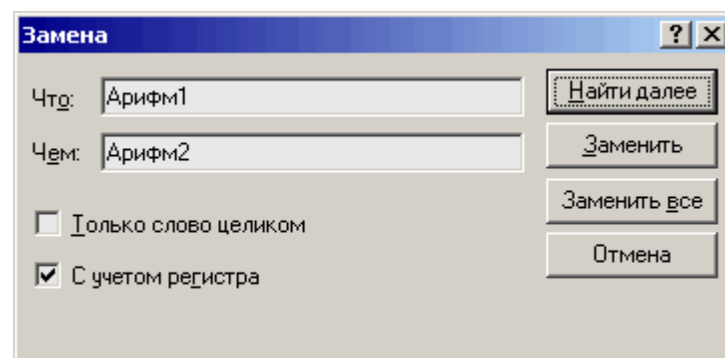 Замена
Что: Арифм1
Чем: Арифм2
Только слово целиком
С учетом регистра
Найти далее
Заменить
Заменить все
Отмена